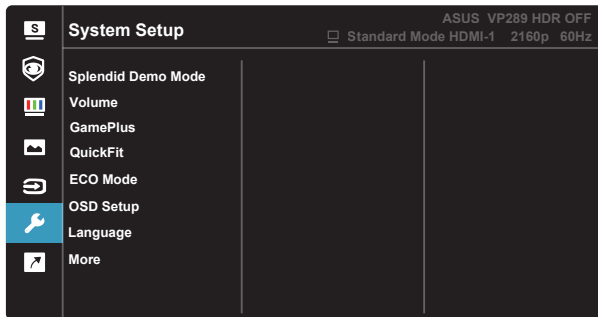 S
System Setup
ASUS VP289 HDR OFF
Standard Mode HDMI-1 2160p 60Hz
Splendid Demo Mode
Volume
GamePlus
QuickFit
ECO Mode
OSD Setup
Language
More